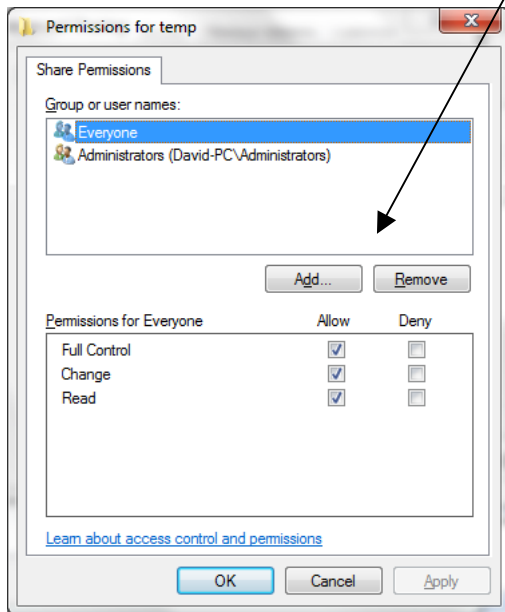 Permissions for temp
Share Permissions
Group or user names:
Everyone
Administrators (David-PC\Administrators)
Add... Remove
Permissions for Everyone Allow Deny
Full Control
Change
Read
Learn about access control and permissions
OK Cancel Apply